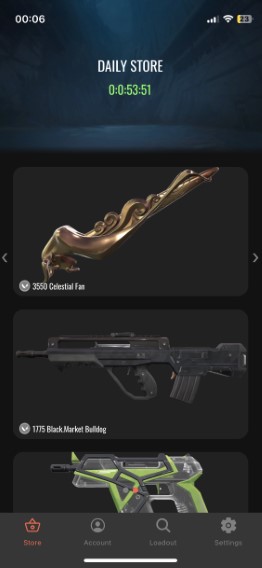 00:06
23
DAILY STORE
0:0:53:51
3550 Celestial Fan
1775 Black.Market Bulldog
Store
Account
Loadout
Settings